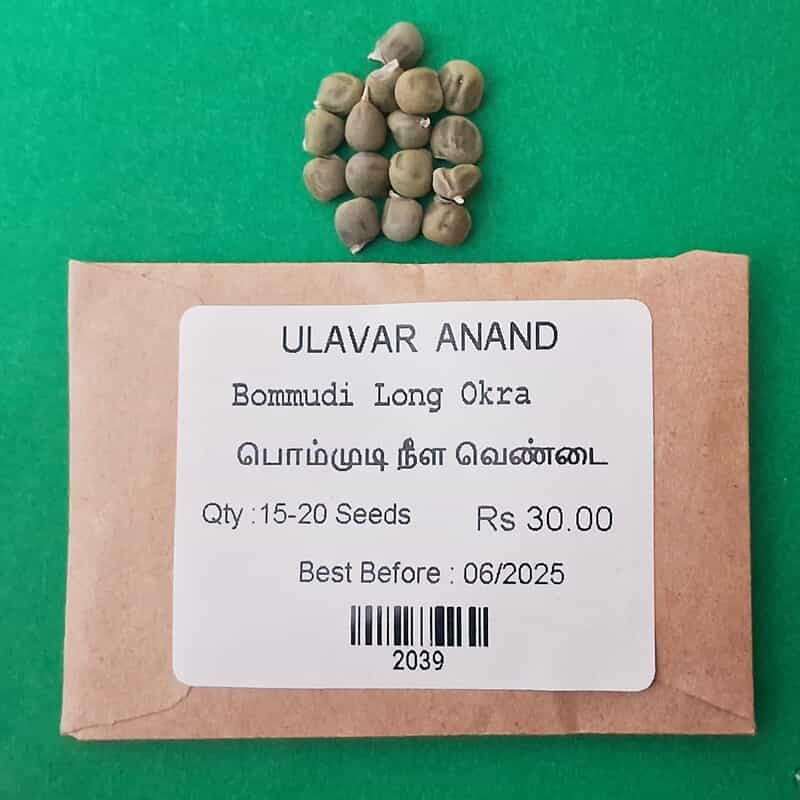 ULAVAR ANAND
Bommudi Long Okra
பொம்முடி நீள வெண்டை
Qty :15-20 Seeds Rs 30.00
Best Before : 06/2025
2039